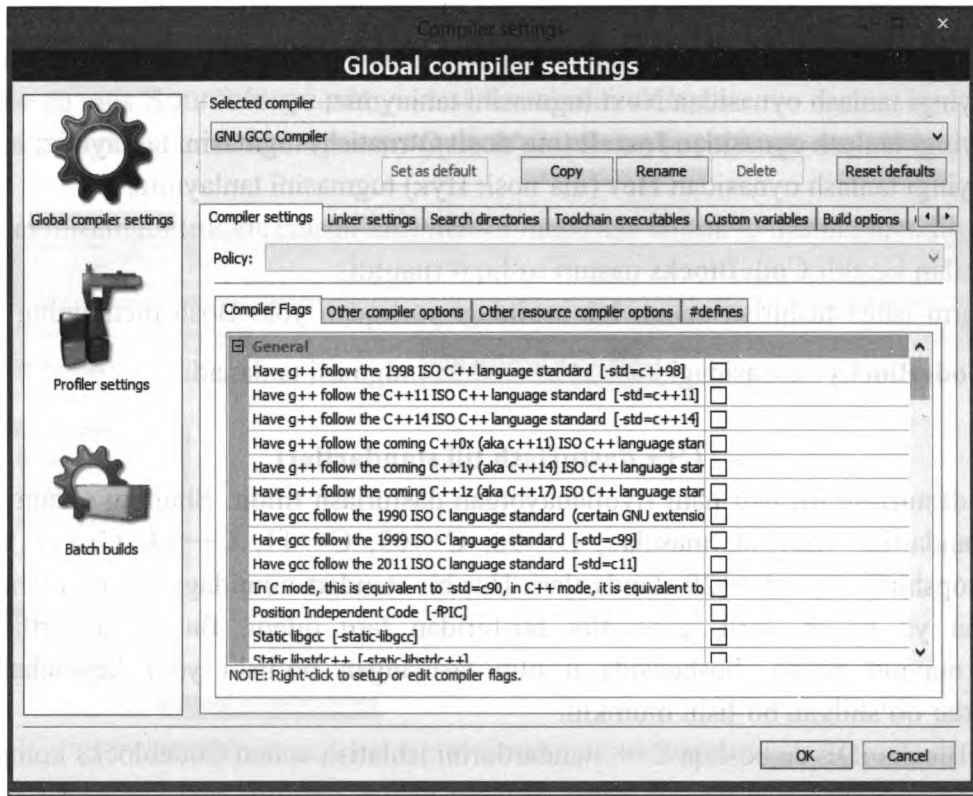 Compiler settings
Global compiler settings
Selected compiler
GNU GCC Compiler
Set as default Copy Rename Delete Reset defaults
Global compiler settings
Compiler settings Linker settings Search directories Toolchain executables Custom variables Build options
Policy:
Compiler Flags Other compiler options Other resource compiler options #defines
General
Have g++ follow the 1998 ISO C++ language standard [-std=c++98]
Have g++ follow the C++11 ISO C++ language standard [-std=c++11]
Have g++ follow the C++14 ISO C++ language standard [-std=c++14]
Have g++ follow the coming C++0x (aka c++11) ISO C++ language stan
Have g++ follow the coming C++1y (aka C++14) ISO C++ language star
Have g++ follow the coming C++1z (aka C++17) ISO C++ language star
Have gcc follow the 1990 ISO C language standard (certain GNU extensio
Have gcc follow the 1999 ISO C language standard [-std=c99]
Have gcc follow the 2011 ISO C language standard [-std=c11]
In C mode, this is equivalent to -std=c90, in C++ mode, it is equivalent to
Position Independent Code [-fPIC]
Static libgcc [-static-libgcc]
Static libstdc++ [-static-libstdc++]
NOTE: Right-click to setup or edit compiler flags.
Profiler settings
Batch builds
OK Cancel